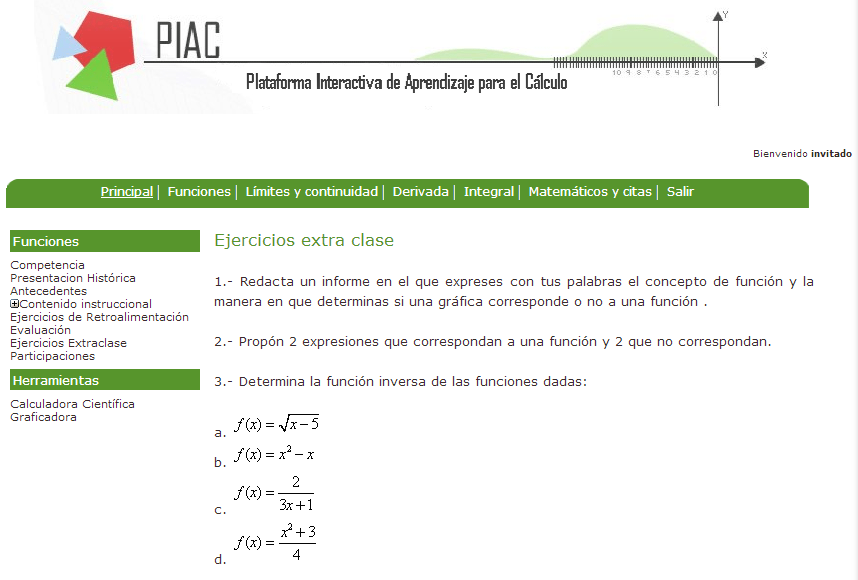 PIAC
Plataforma Interactiva de Aprendizaje para el Cálculo
Y
X
10 9 8 7 6 5 4 3 2 1 0
Bienvenido invitado
Principal | Funciones | Límites y continuidad | Derivada | Integral | Matemáticos y citas | Salir
Funciones
Competencia
Presentacion Histórica
Antecedentes
Contenido instruccional
Ejercicios de Retroalimentación
Evaluación
Ejercicios Extraclase
Participaciones
Herramientas
Calculadora Científica
Graficadora
Ejercicios extra clase
1.- Redacta un informe en el que expreses con tus palabras el concepto de función y la
manera en que determinas si una gráfica corresponde o no a una función .
2.- Propón 2 expresiones que correspondan a una función y 2 que no correspondan.
3.- Determina la función inversa de las funciones dadas:
a. f(x) = √(x−5)
b. f(x) = x² − x
c. f(x) = 2/(3x+1)
d. f(x) = (x²+3)/4